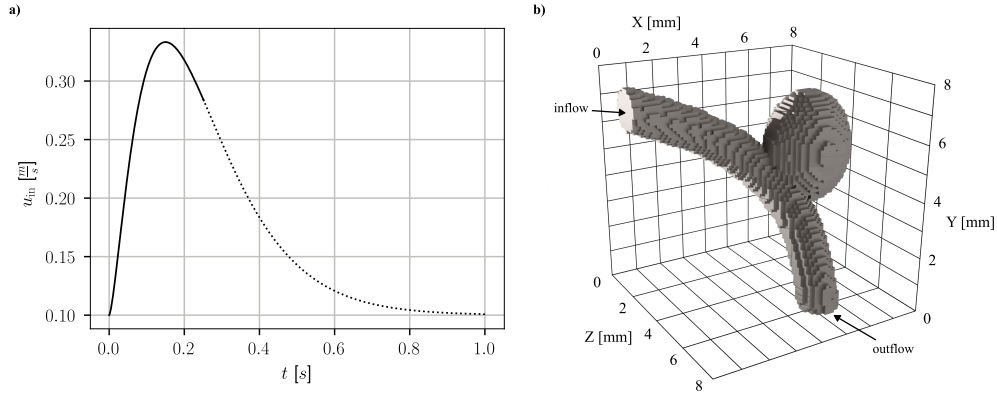 a)
0.30
0.25
0.20
0.15
0.10
u_in [m/s]
0.0 0.2 0.4 0.6 0.8 1.0
t [s]
b)
X [mm]
0 2 4 6 8
8
6
4
2
0
Y [mm]
0
2
4
6
8
Z [mm]
inflow
outflow